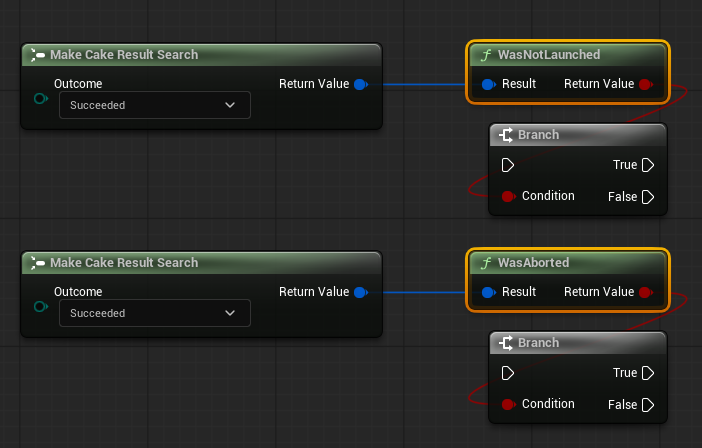 Make Cake Result Search
Outcome
Return Value
Succeeded
WasNotLaunched
Result
Return Value
Branch
True
Condition
False
Make Cake Result Search
Outcome
Return Value
Succeeded
WasAborted
Result
Return Value
Branch
True
Condition
False